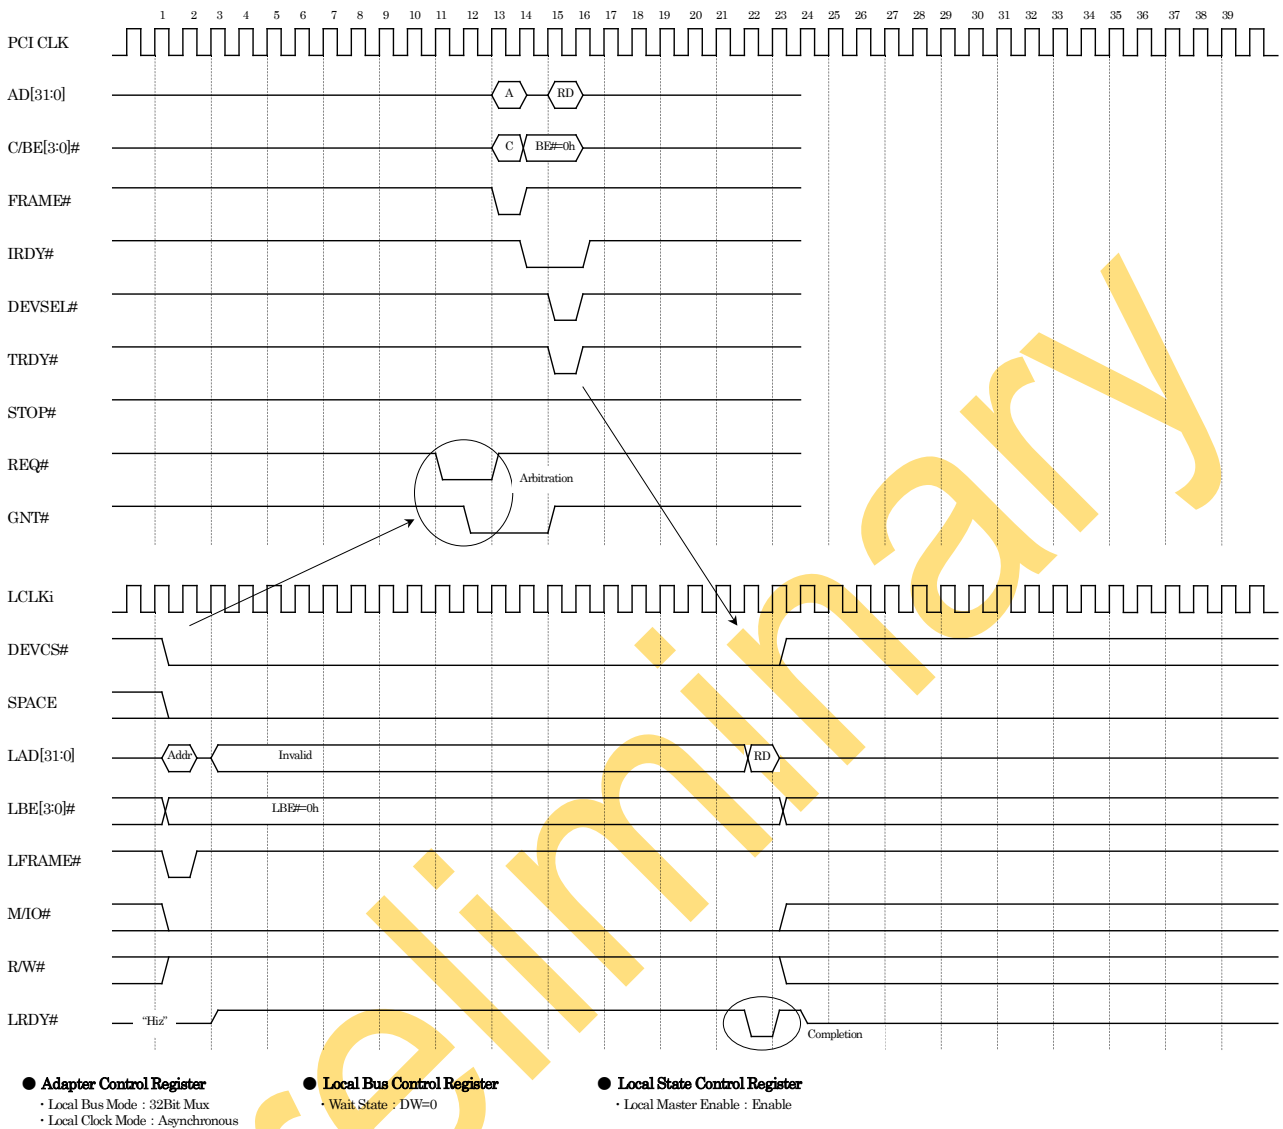 1 2 3 4 5 6 7 8 9 10 11 12 13 14 15 16 17 18 19 20 21 22 23 24 25 26 27 28 29 30 31 32 33 34 35 36 37 38 39
PCI CLK
AD[31:0] A RD
C/BE[3:0]# C BE#=0h
FRAME#
IRDY#
DEVSEL#
TRDY#
STOP#
REQ#
Arbitration
GNT#
LCLKi
DEVCS#
SPACE
LAD[31:0] Addr Invalid RD
LBE[3:0]# LBE#=0h
LFRAME#
M/IO#
R/W#
LRDY# "Hiz"
Completion
● Adapter Control Register ● Local Bus Control Register ● Local State Control Register
・Local Bus Mode : 32Bit Mux ・Wait State : DW=0 ・Local Master Enable : Enable
・Local Clock Mode : Asynchronous